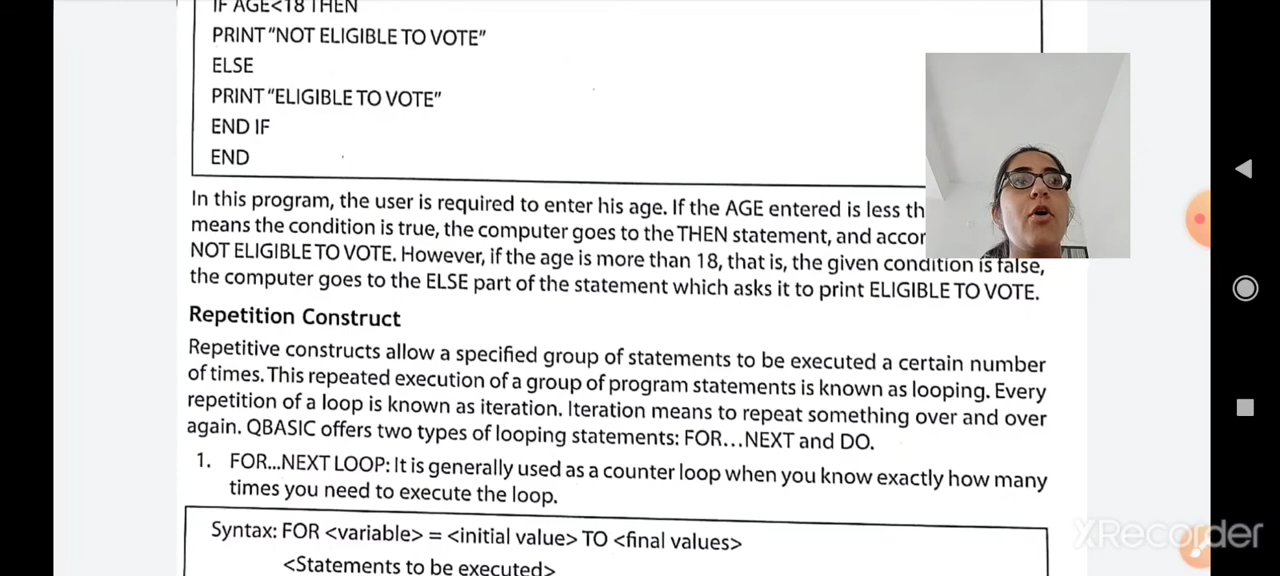 IF AGE<18 THEN
PRINT "NOT ELIGIBLE TO VOTE"
ELSE
PRINT "ELIGIBLE TO VOTE"
END IF
END
In this program, the user is required to enter his age. If the AGE entered is less
means the condition is true, the computer goes to the THEN statement, and
NOT ELIGIBLE TO VOTE. However, if the age is more than 18, that is, the given condition is false,
the computer goes to the ELSE part of the statement which asks it to print ELIGIBLE TO VOTE.
Repetition Construct
Repetitive constructs allow a specified group of statements to be executed a certain number
of times. This repeated execution of a group of program statements is known as looping. Every
repetition of a loop is known as iteration. Iteration means to repeat something over and over
again. QBASIC offers two types of looping statements: FOR...NEXT and DO.
1. FOR...NEXT LOOP: It is generally used as a counter loop when you know exactly how many
times you need to execute the loop.
Syntax: FOR <variable> = <initial value> TO <final values>
<Statements to be executed>
XRecorder